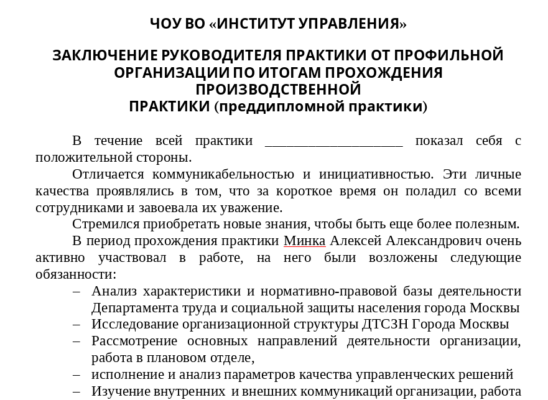 ЧОУ ВО «ИНСТИТУТ УПРАВЛЕНИЯ»
ЗАКЛЮЧЕНИЕ РУКОВОДИТЕЛЯ ПРАКТИКИ ОТ ПРОФИЛЬНОЙ
ОРГАНИЗАЦИИ ПО ИТОГАМ ПРОХОЖДЕНИЯ
ПРОИЗВОДСТВЕННОЙ
ПРАКТИКИ (преддипломной практики)
В течение всей практики ___________________ показал себя с
положительной стороны.
Отличается коммуникабельностью и инициативностью. Эти личные
качества проявлялись в том, что за короткое время он поладил со всеми
сотрудниками и завоевала их уважение.
Стремился приобретать новые знания, чтобы быть еще более полезным.
В период прохождения практики Минка Алексей Александрович очень
активно участвовал в работе, на него были возложены следующие
обязанности:
– Анализ характеристики и нормативно-правовой базы деятельности
Департамента труда и социальной защиты населения города Москвы
– Исследование организационной структуры ДТСЗН Города Москвы
– Рассмотрение основных направлений деятельности организации,
работа в плановом отделе,
– исполнение и анализ параметров качества управленческих решений
– Изучение внутренних и внешних коммуникаций организации, работа